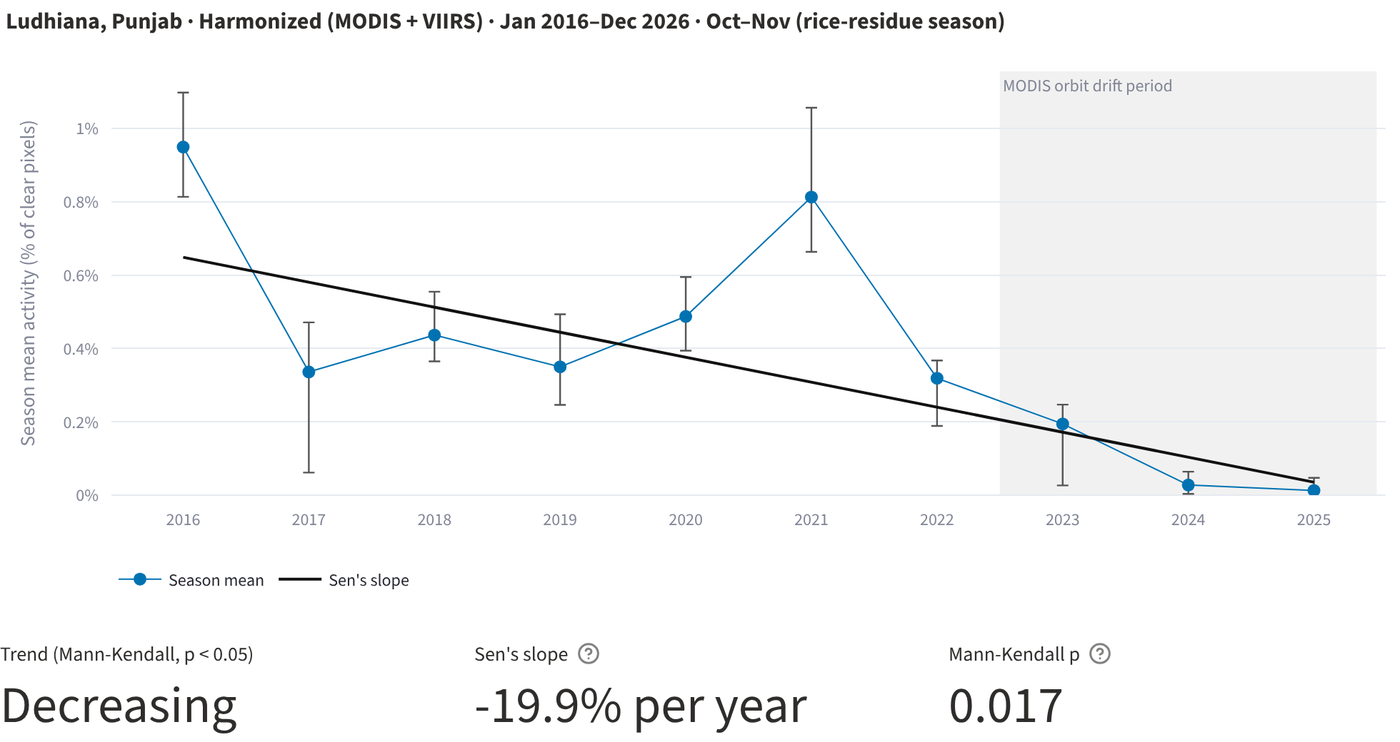 Ludhiana, Punjab · Harmonized (MODIS + VIIRS) · Jan 2016–Dec 2026 · Oct–Nov (rice-residue season)
MODIS orbit drift period
Season mean activity (% of clear pixels)
1%
0.8%
0.6%
0.4%
0.2%
0%
2016 2017 2018 2019 2020 2021 2022 2023 2024 2025
Season mean Sen's slope
Trend (Mann-Kendall, p < 0.05) Sen's slope ? Mann-Kendall p ?
Decreasing -19.9% per year 0.017